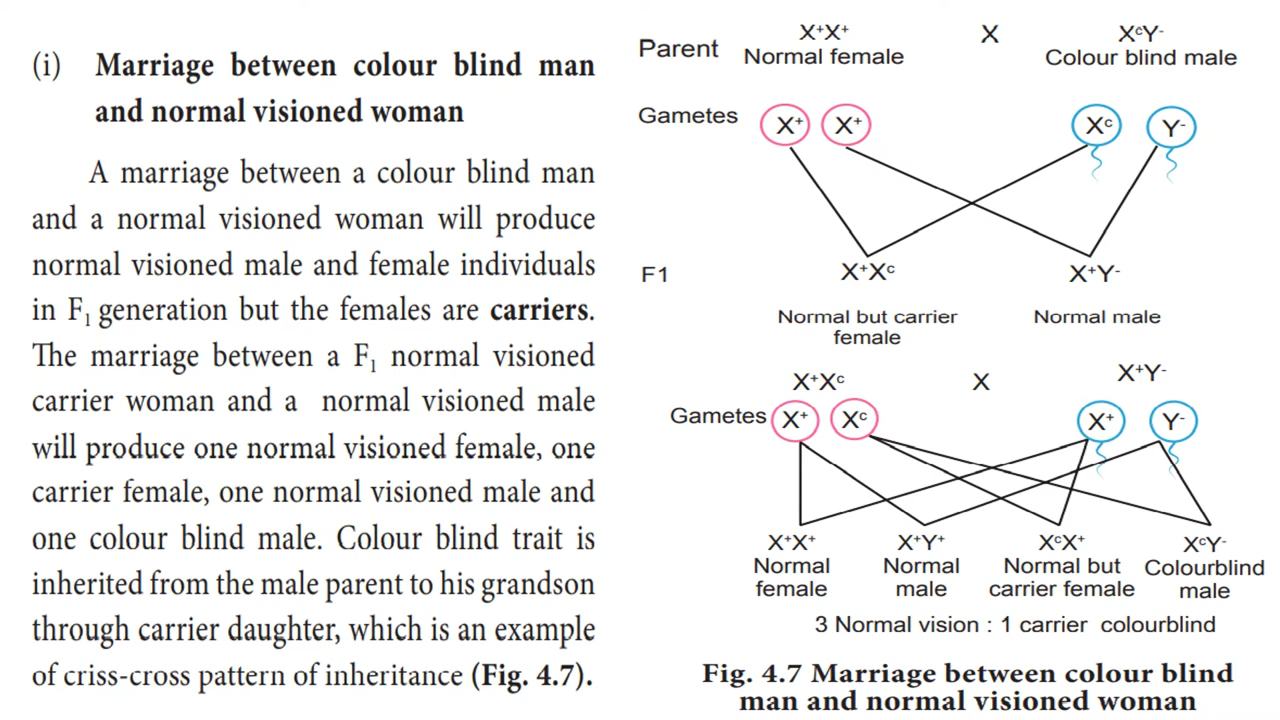 (i) Marriage between colour blind man
and normal visioned woman
A marriage between a colour blind man
and a normal visioned woman will produce
normal visioned male and female individuals
in F₁ generation but the females are carriers.
The marriage between a F₁ normal visioned
carrier woman and a normal visioned male
will produce one normal visioned female, one
carrier female, one normal visioned male and
one colour blind male. Colour blind trait is
inherited from the male parent to his grandson
through carrier daughter, which is an example
of criss-cross pattern of inheritance (Fig. 4.7).
Parent X⁺X⁺ X XᶜY⁻
Normal female Colour blind male
Gametes X⁺ X⁺ Xᶜ Y⁻
F1 X⁺Xᶜ X⁺Y⁻
Normal but carrier Normal male
female
X⁺Xᶜ X X⁺Y⁻
Gametes X⁺ Xᶜ X⁺ Y⁻
X⁺X⁺ X⁺Y⁺ XᶜX⁺ XᶜY⁻
Normal Normal Normal but Colourblind
female male carrier female male
3 Normal vision : 1 carrier colourblind
Fig. 4.7 Marriage between colour blind
man and normal visioned woman